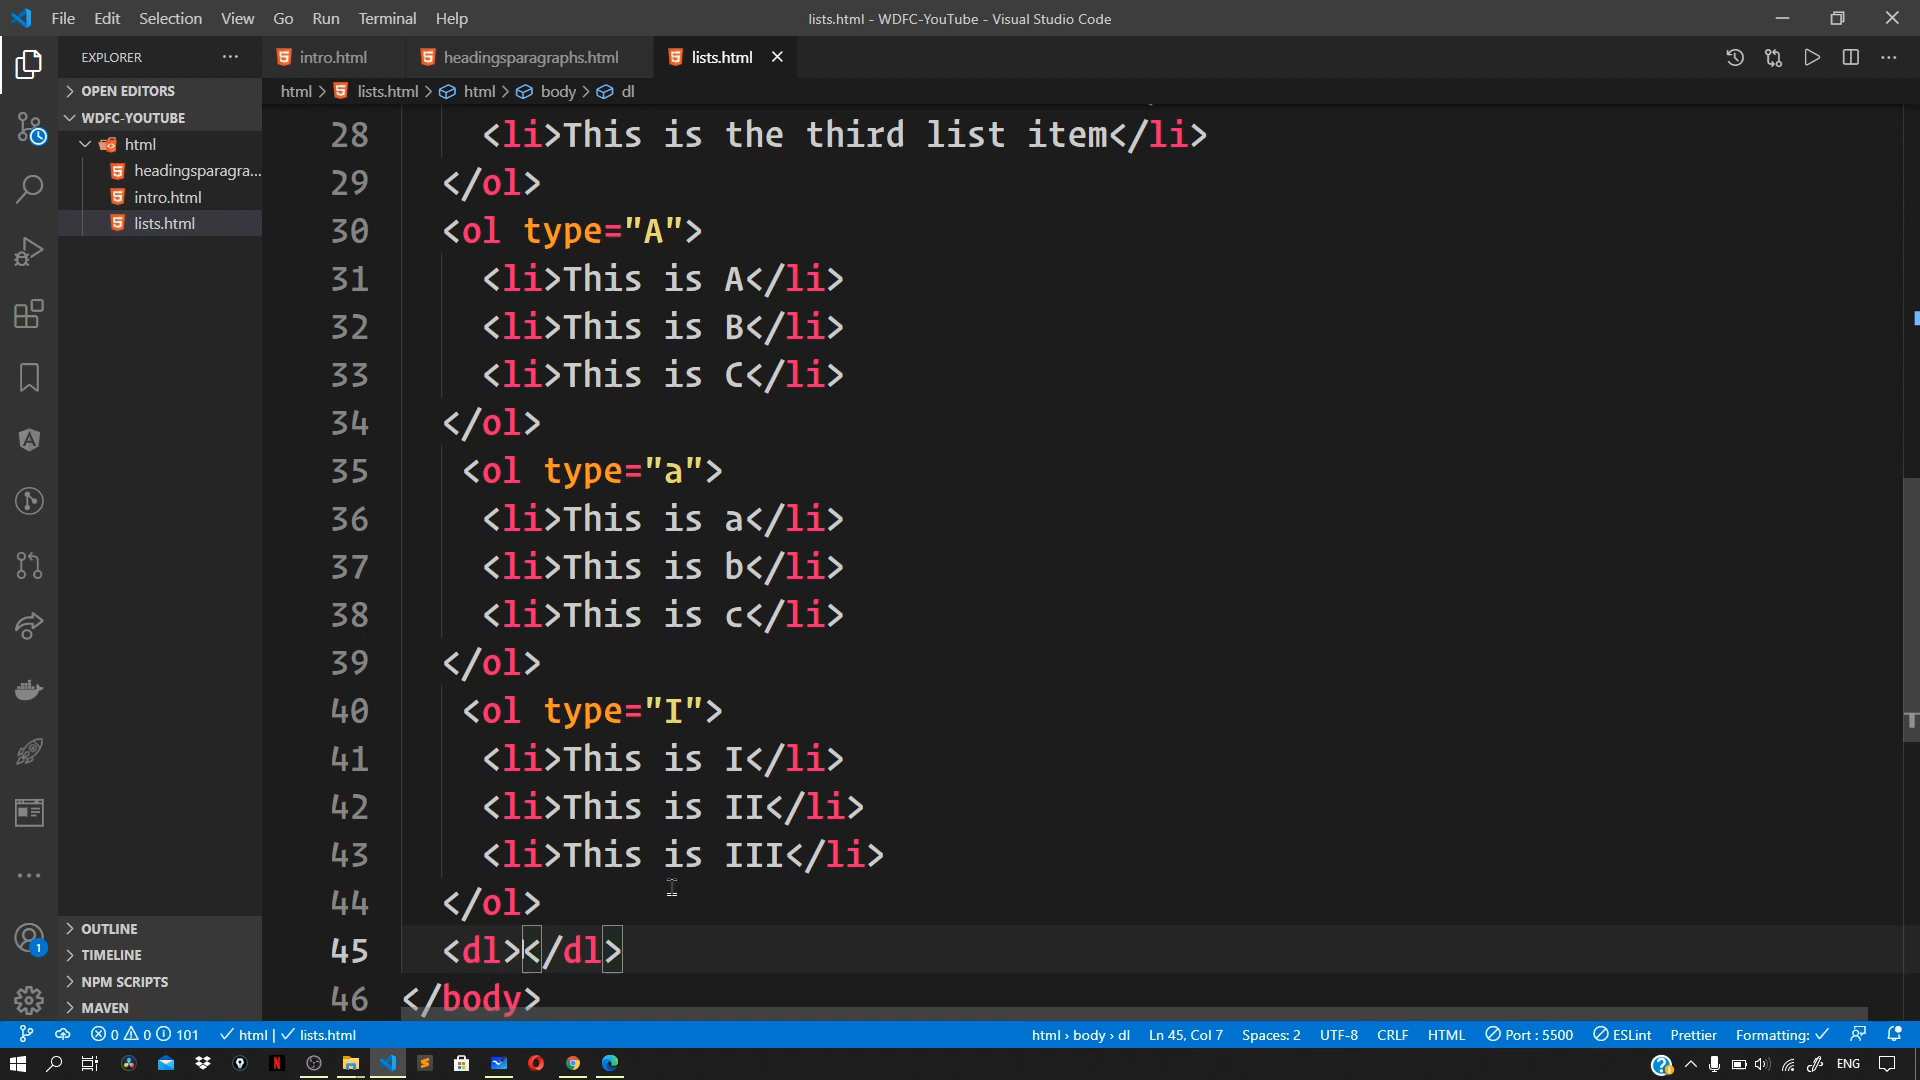 File Edit Selection View Go Run Terminal Help
lists.html - WDFC-YouTube - Visual Studio Code
EXPLORER
intro.html
headingsparagraphs.html
lists.html
OPEN EDITORS
WDFC-YOUTUBE
html
headingsparagra...
intro.html
lists.html
html > lists.html > html > body > dl
28 <li>This is the third list item</li>
29 </ol>
30 <ol type="A">
31 <li>This is A</li>
32 <li>This is B</li>
33 <li>This is C</li>
34 </ol>
35 <ol type="a">
36 <li>This is a</li>
37 <li>This is b</li>
38 <li>This is c</li>
39 </ol>
40 <ol type="I">
41 <li>This is I</li>
42 <li>This is II</li>
43 <li>This is III</li>
44 </ol>
45 <dl></dl>
46 </body>
OUTLINE
TIMELINE
NPM SCRIPTS
MAVEN
1
0 0 101 html | lists.html
html > body > dl Ln 45, Col 7 Spaces: 2 UTF-8 CRLF HTML Port : 5500 ESLint Prettier Formatting:
ENG